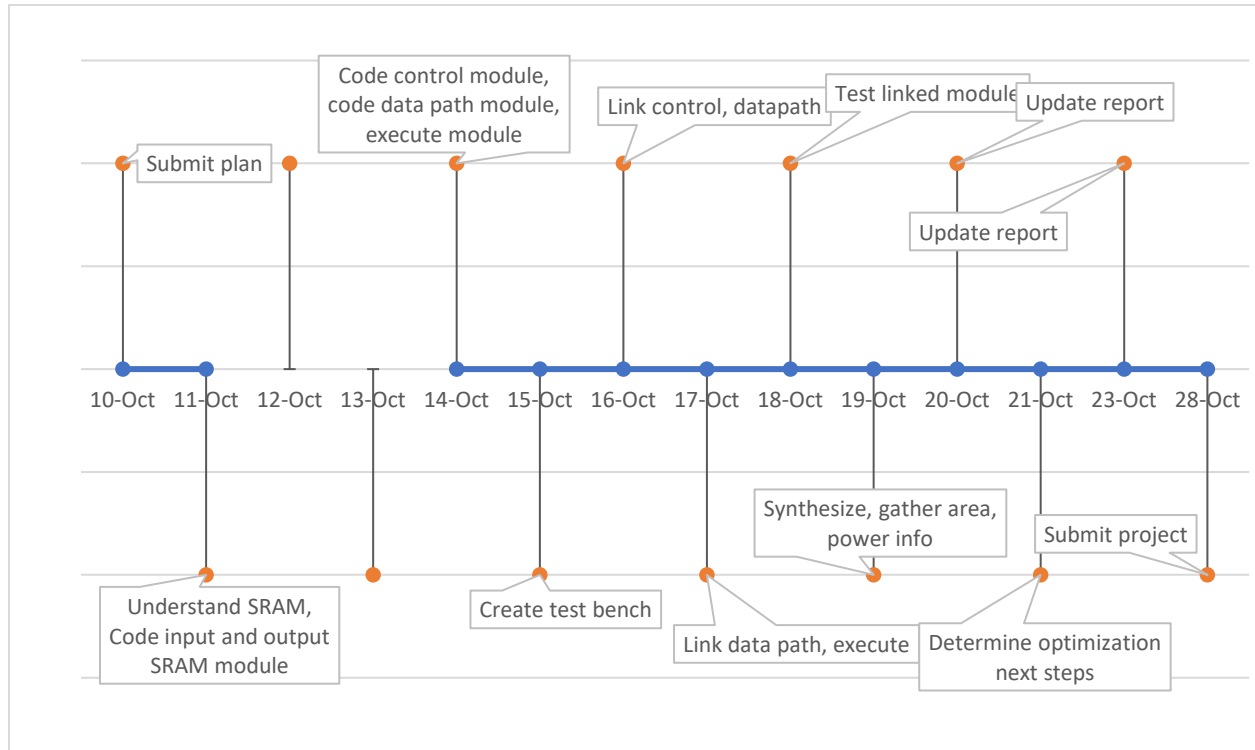 Code control module,
code data path module,
execute module
Link control, datapath
Test linked module
Update report
Submit plan
Update report
10-Oct
11-Oct
12-Oct
13-Oct
14-Oct
15-Oct
16-Oct
17-Oct
18-Oct
19-Oct
20-Oct
21-Oct
23-Oct
28-Oct
Synthesize, gather area,
power info
Submit project
Understand SRAM,
Code input and output
SRAM module
Create test bench
Link data path, execute
Determine optimization
next steps